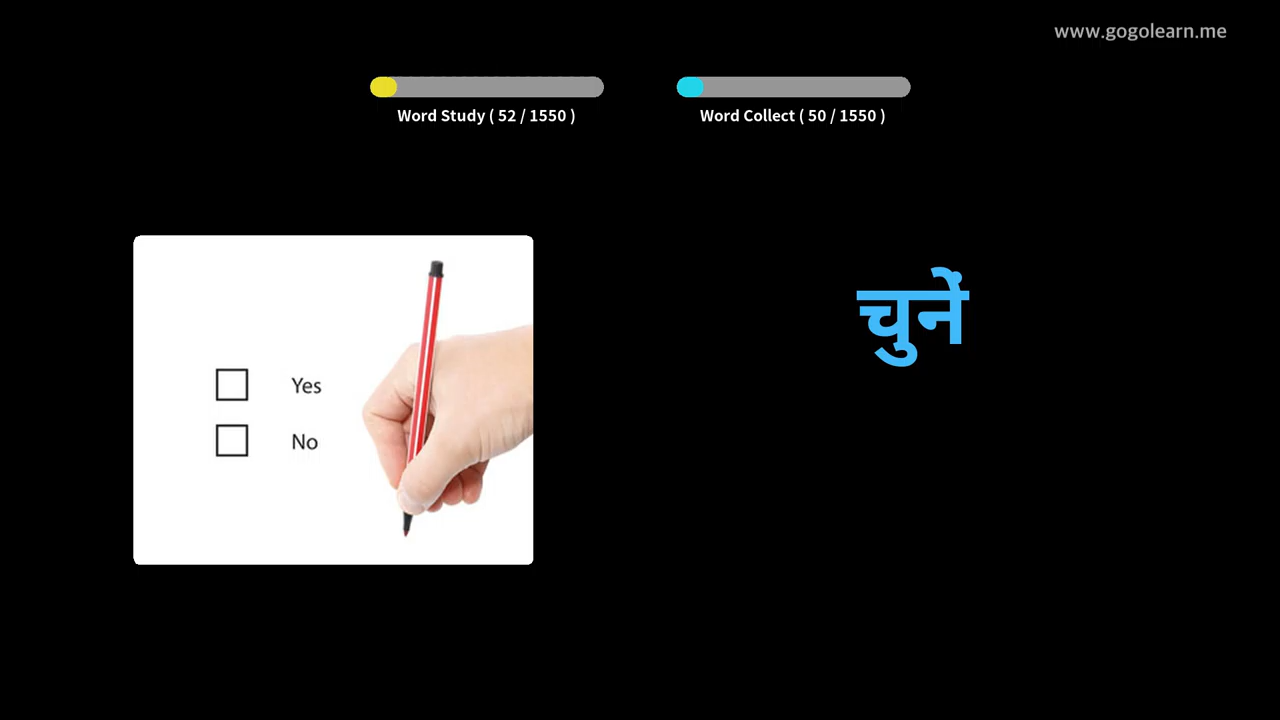 www.gogolearn.me
Word Study ( 52 / 1550 )
Word Collect ( 50 / 1550 )
चुनें
Yes
No